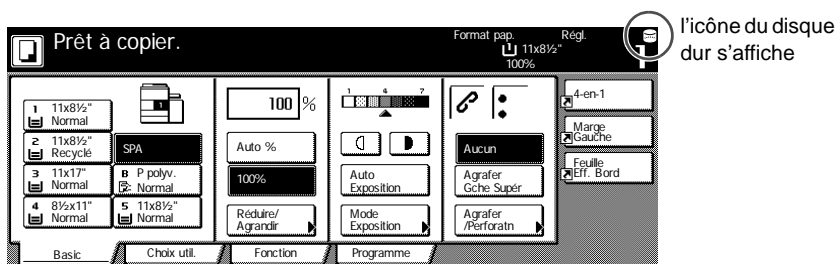 Prêt à copier.
Format pap.
Régl.
11x8½"
100%
1
l'icône du disque
dur s'affiche
1 11x8½"
Normal
2 11x8½"
Recyclé
3 11x17"
Normal
4 8½x11"
Normal
1
SPA
B P polyv.
Normal
5 11x8½"
Normal
100 %
Auto %
100%
Réduire/
Agrandir
1 4 7
Auto
Exposition
Mode
Exposition
Aucun
Agrafer
Gche Supér
Agrafer
/Perforatn
4-en-1
Marge
Gauche
Feuille
Eff. Bord
Basic
Choix util.
Fonction
Programme